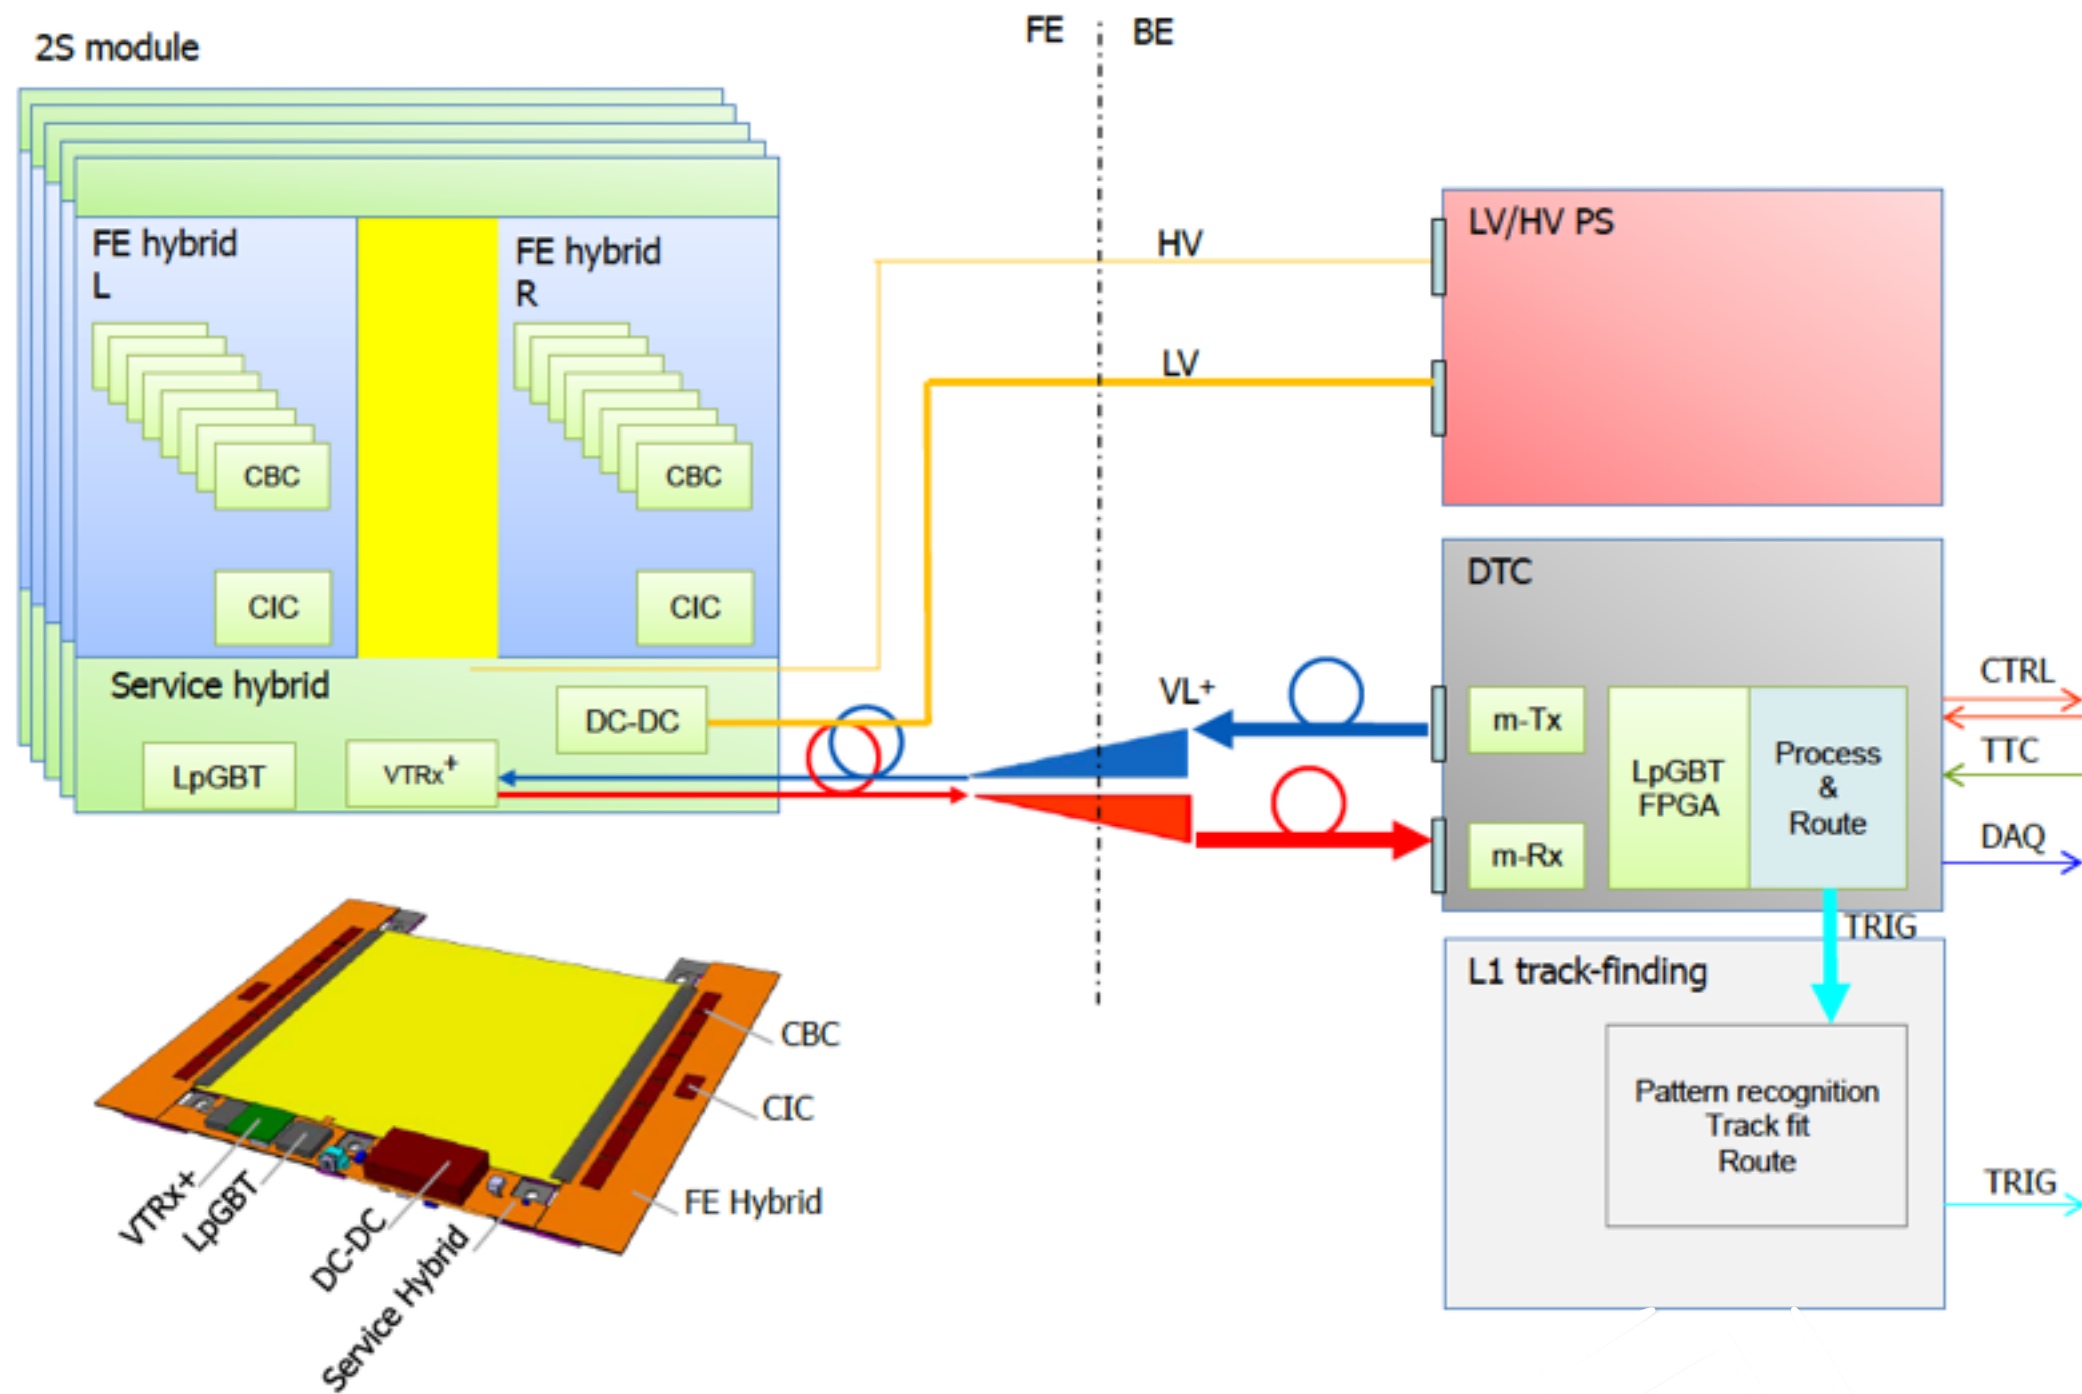 2S module
FE
BE
FE hybrid
L
FE hybrid
R
CBC
CBC
CIC
CIC
Service hybrid
DC-DC
LpGBT
VTRx+
HV
LV
LV/HV PS
DTC
VL+
m-Tx
m-Rx
LpGBT
FPGA
Process
&
Route
CTRL
TTC
DAQ
TRIG
L1 track-finding
Pattern recognition
Track fit
Route
TRIG
CBC
CIC
FE Hybrid
VTRx+
LpGBT
DC-DC
Service Hybrid